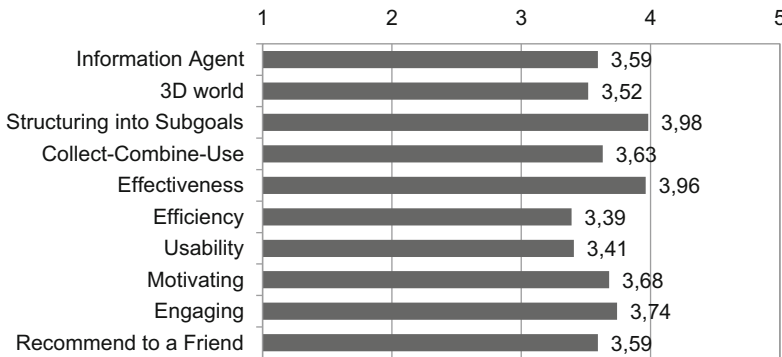 1 2 3 4 5
Information Agent 3,59
3D world 3,52
Structuring into Subgoals 3,98
Collect-Combine-Use 3,63
Effectiveness 3,96
Efficiency 3,39
Usability 3,41
Motivating 3,68
Engaging 3,74
Recommend to a Friend 3,59